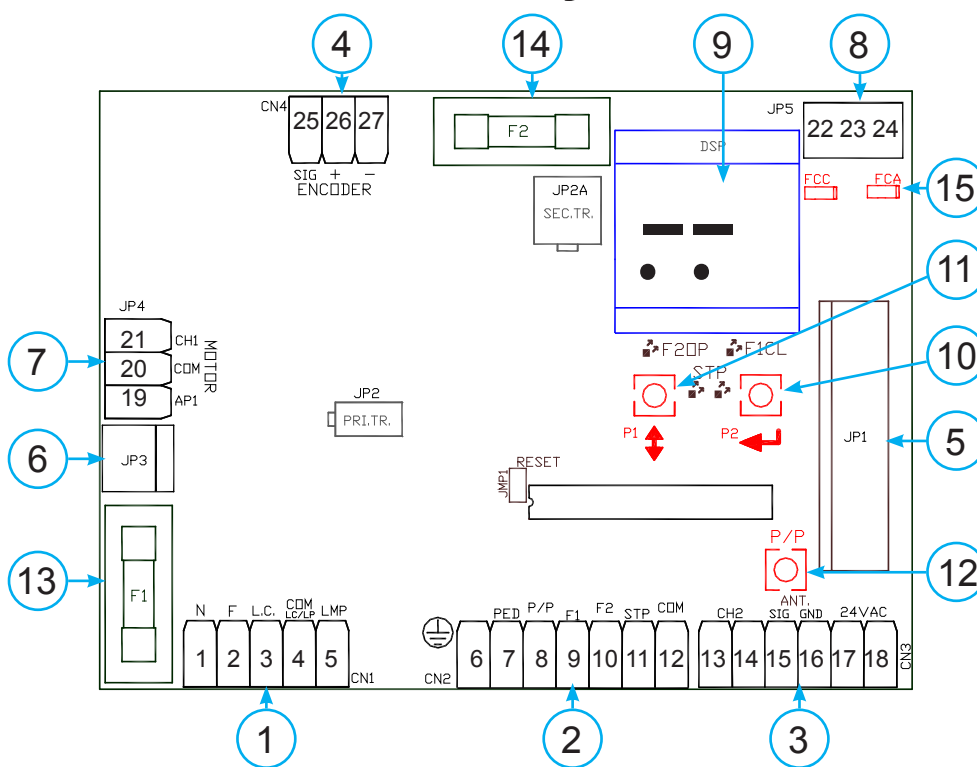 4 14 9 8
CN4 25 26 27
SIG + -
ENCODER
F2
DSP
JP5 22 23 24
FCC FCA 15
JP2A
SEC.TR.
11
JP4
21 CH1
20 COM
19 AP1
MOTOR
7
F2OP F1CL
STP
10
JP2
PRI.TR.
P1 P2
6 JP3
JP1 5
RESET
JMP1
P/P
12
ANT.
13 F1
N F L.C. COM LC/LP LMP
1 2 3 4 5
CN1
PED P/P F1 F2 STP COM
6 7 8 9 10 11 12
CN2
CH2 SIG GND 24VAC
13 14 15 16 17 18
CN3
1 2 3